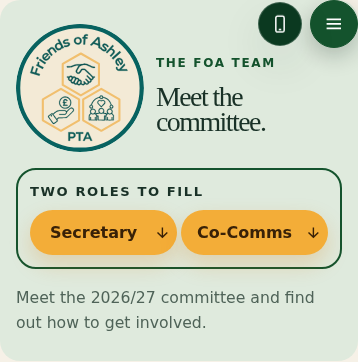 Friends of Ashley
£
PTA
THE FOA TEAM
Meet the
committee.
TWO ROLES TO FILL
Secretary ↓
Co-Comms ↓
Meet the 2026/27 committee and find
out how to get involved.